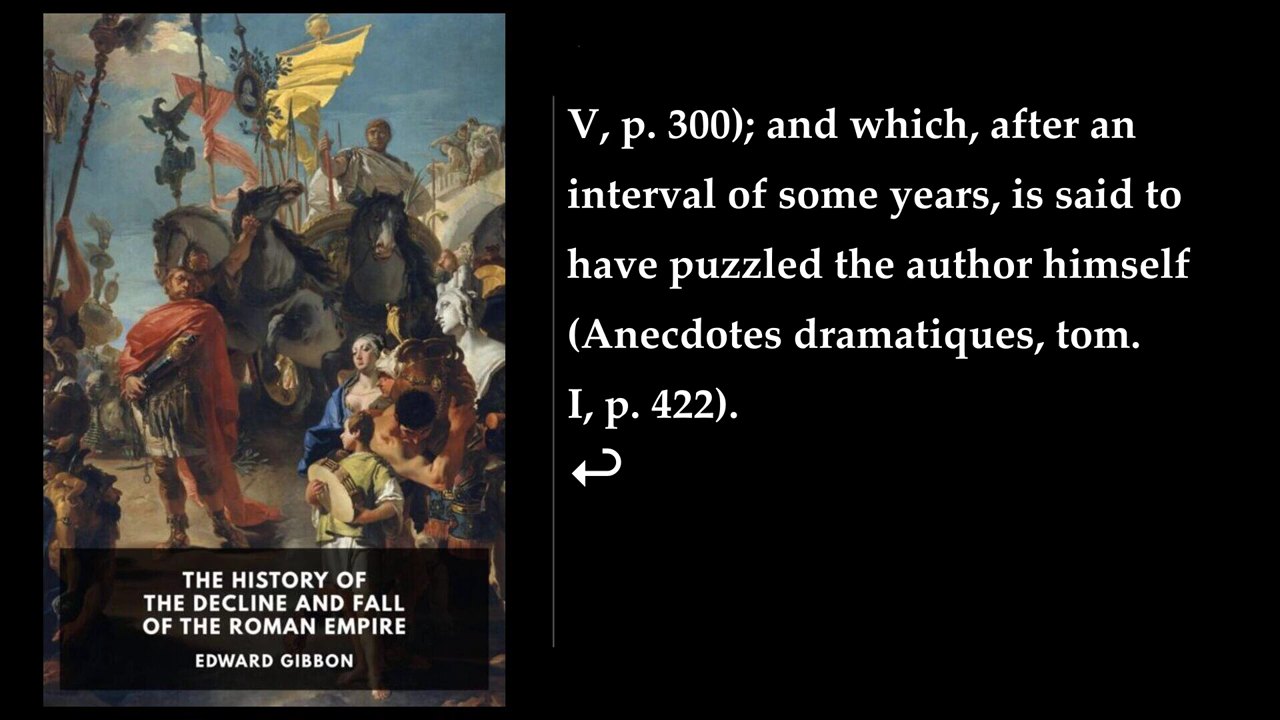 THE HISTORY OF
THE DECLINE AND FALL
OF THE ROMAN EMPIRE
EDWARD GIBBON
V, p. 300); and which, after an
interval of some years, is said to
have puzzled the author himself
(Anecdotes dramatiques, tom.
I, p. 422).
↩